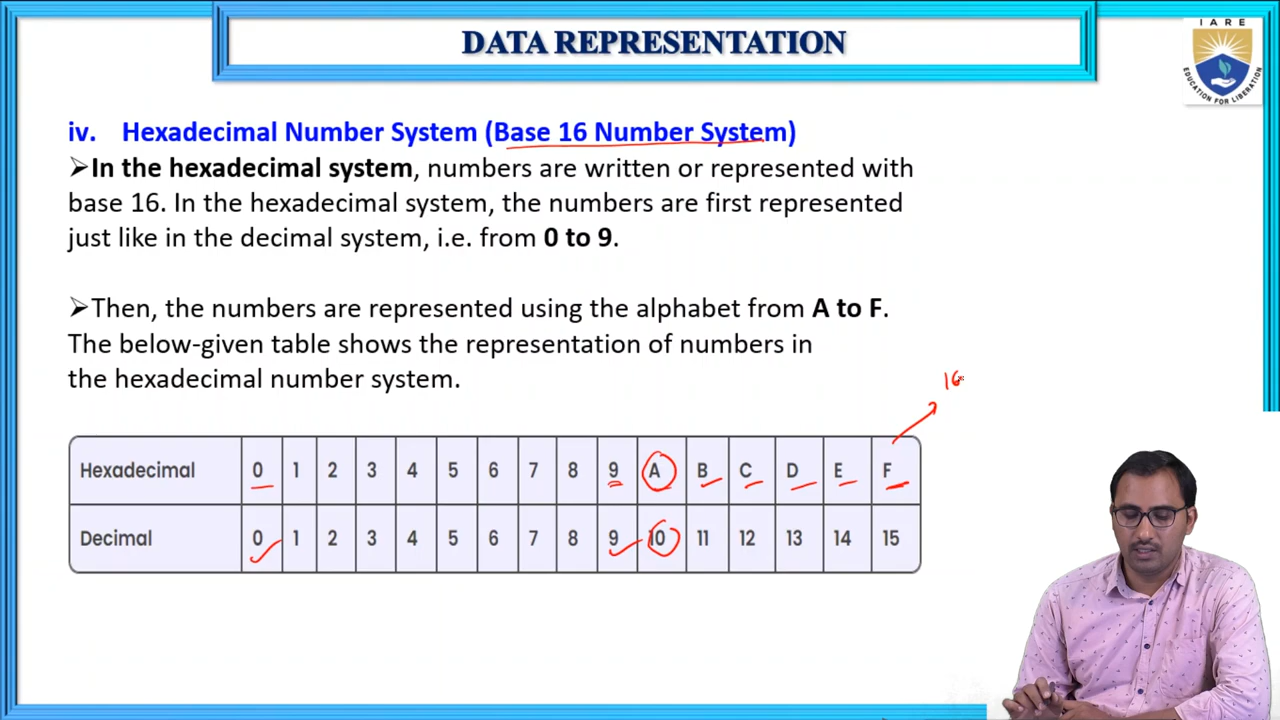 DATA REPRESENTATION
IARE
EDUCATION FOR LIBERATION
iv. Hexadecimal Number System (Base 16 Number System)
➢In the hexadecimal system, numbers are written or represented with
base 16. In the hexadecimal system, the numbers are first represented
just like in the decimal system, i.e. from 0 to 9.
➢Then, the numbers are represented using the alphabet from A to F.
The below-given table shows the representation of numbers in
the hexadecimal number system.
16
Hexadecimal 0 1 2 3 4 5 6 7 8 9 A B C D E F
Decimal 0 1 2 3 4 5 6 7 8 9 10 11 12 13 14 15